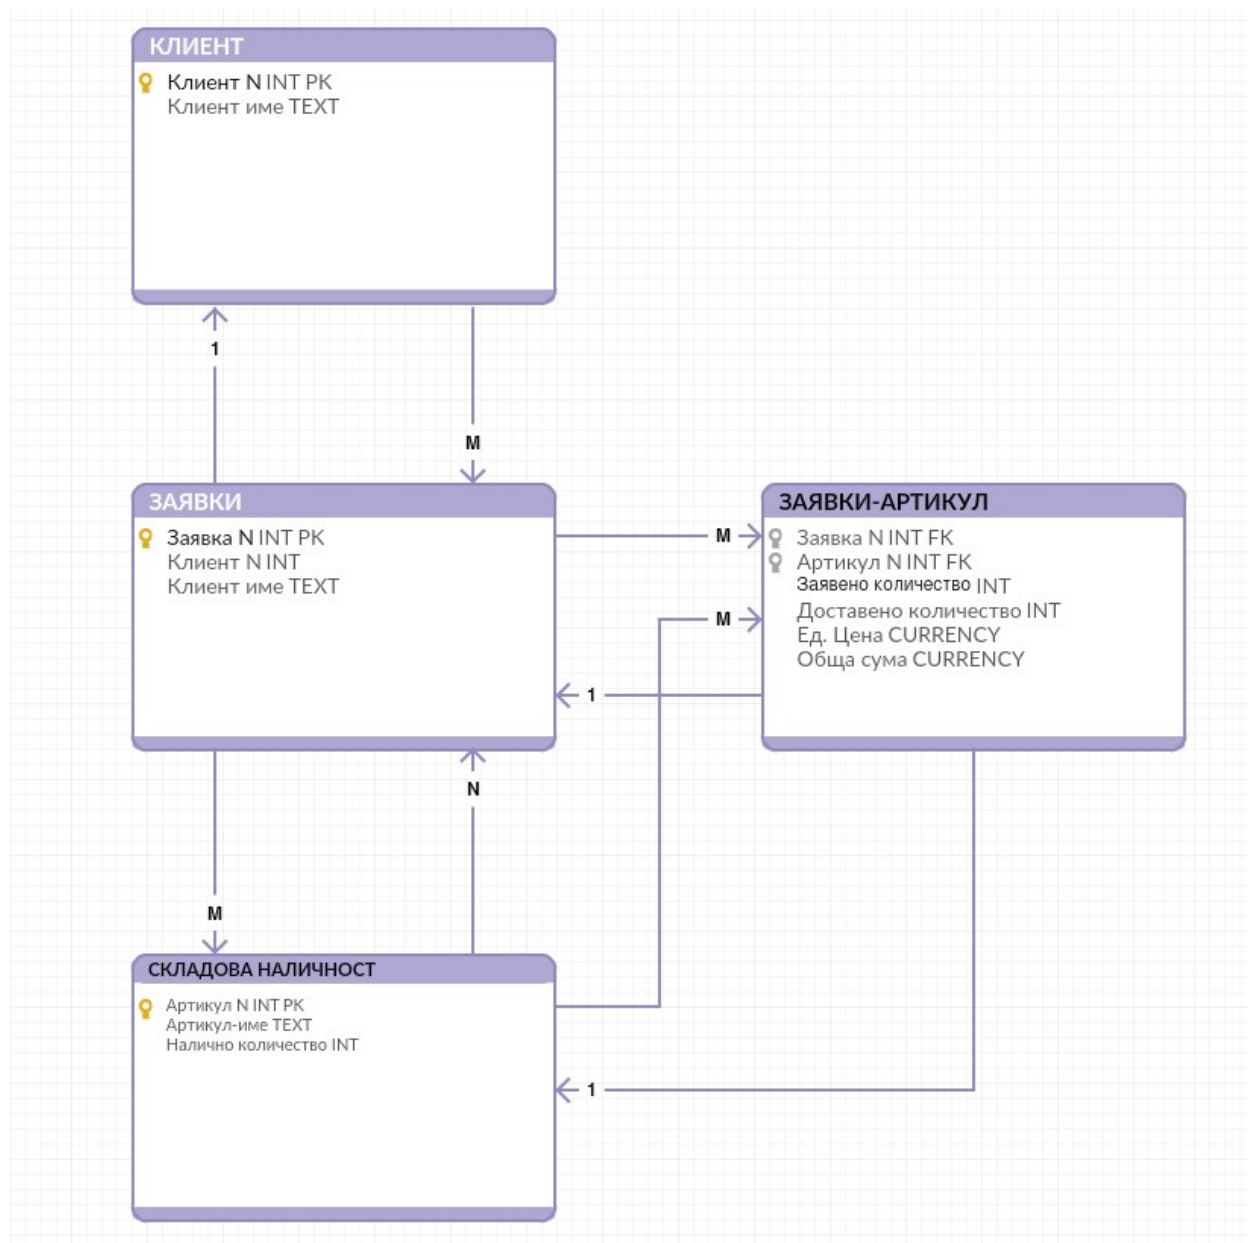 КЛИЕНТ
Клиент N INT PK
Клиент име TEXT
1
M
ЗАЯВКИ
Заявка N INT PK
Клиент N INT
Клиент име TEXT
M
M
1
ЗАЯВКИ-АРТИКУЛ
Заявка N INT FK
Артикул N INT FK
Заявено количество INT
Доставено количество INT
Ед. Цена CURRENCY
Обща сума CURRENCY
N
M
СКЛАДОВА НАЛИЧНОСТ
Артикул N INT PK
Артикул-име TEXT
Налично количество INT
1